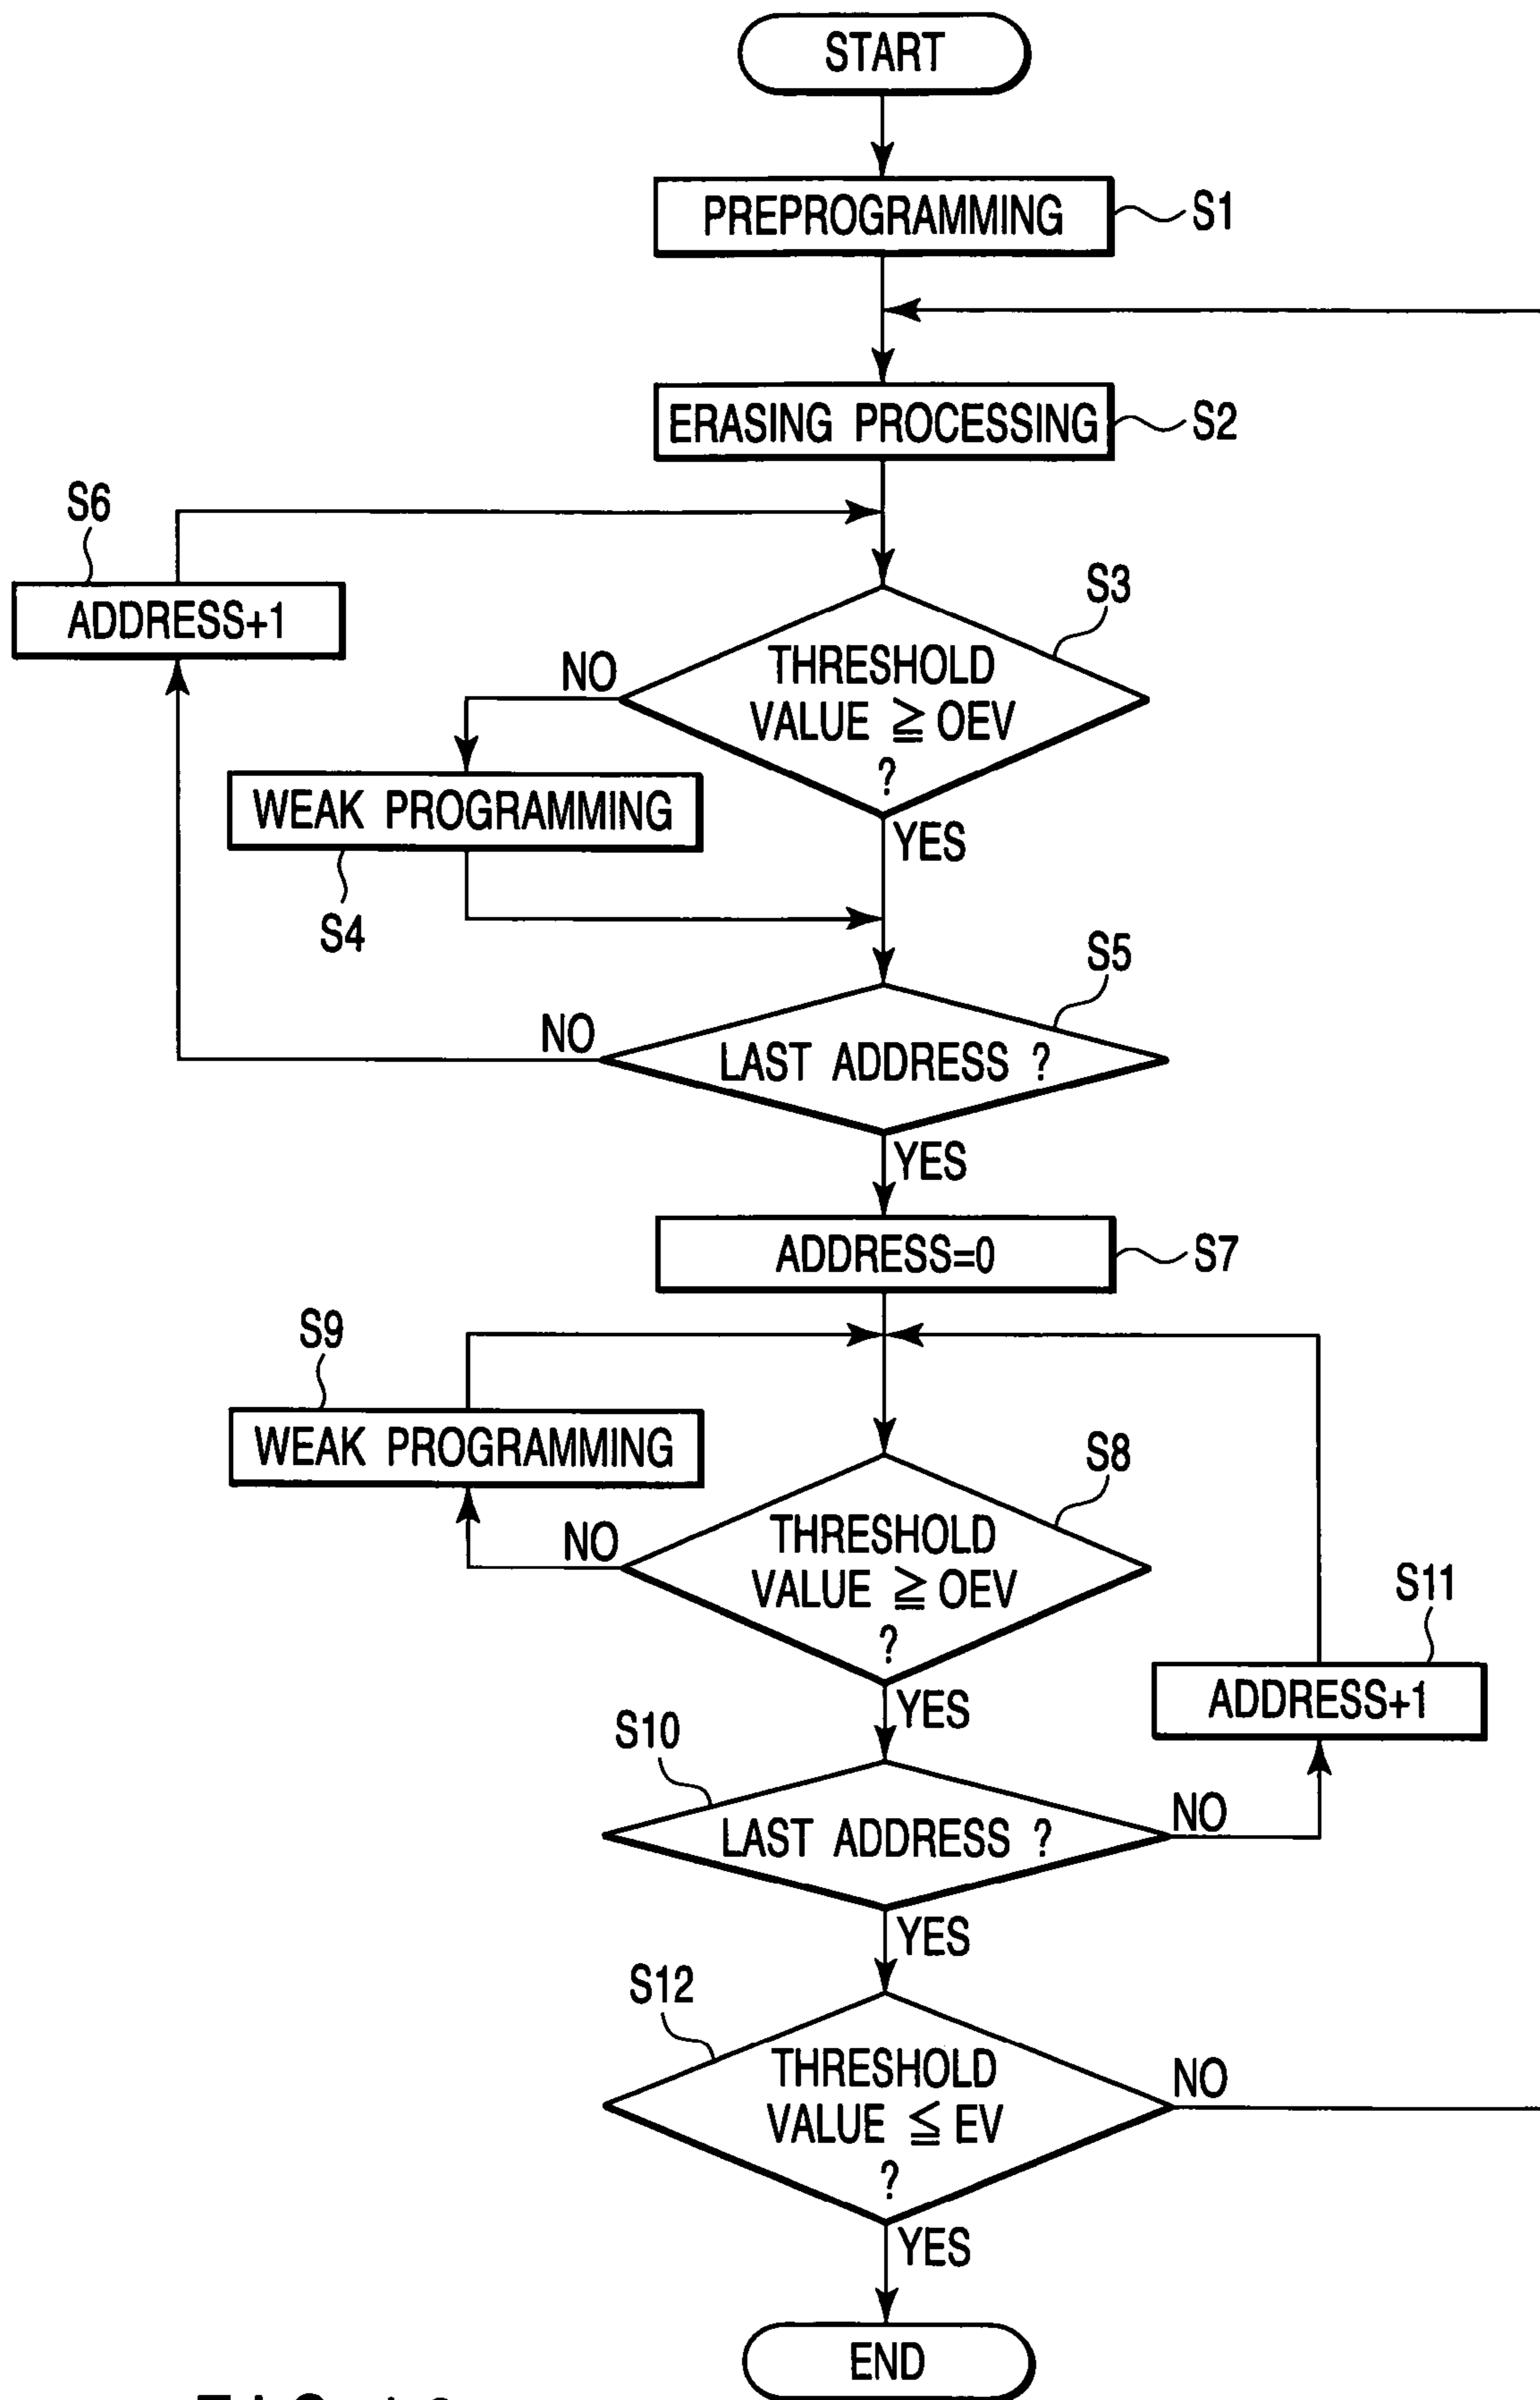 START
PREPROGRAMMING
S1
ERASING PROCESSING
S2
S6
ADDRESS+1
S3
THRESHOLD
VALUE ≧ OEV
?
NO
YES
WEAK PROGRAMMING
S4
S5
LAST ADDRESS ?
NO
YES
ADDRESS=0
S7
S9
WEAK PROGRAMMING
S8
THRESHOLD
VALUE ≧ OEV
?
NO
YES
S11
ADDRESS+1
S10
LAST ADDRESS ?
NO
YES
S12
THRESHOLD
VALUE ≦ EV
?
NO
YES
END